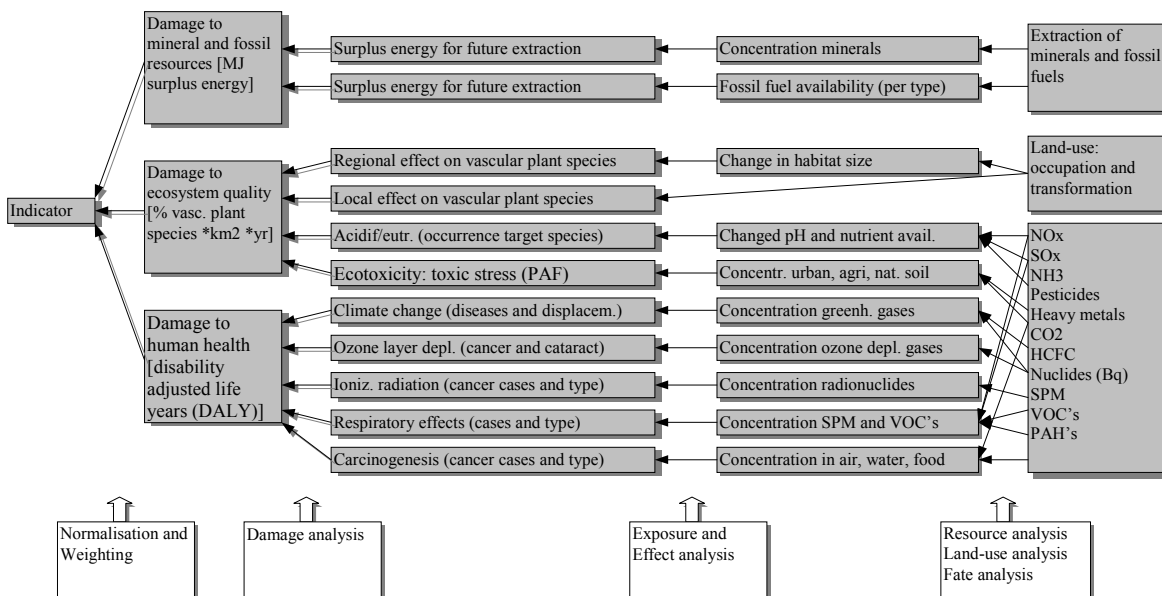 Damage to
mineral and fossil
resources [MJ
surplus energy]
Surplus energy for future extraction
Concentration minerals
Extraction of
minerals and fossil
fuels
Surplus energy for future extraction
Fossil fuel availability (per type)
Indicator
Damage to
ecosystem quality
[% vasc. plant
species *km2 *yr]
Regional effect on vascular plant species
Change in habitat size
Land-use:
occupation and
transformation
Local effect on vascular plant species
Acidif/eutr. (occurrence target species)
Changed pH and nutrient avail.
Ecotoxicity: toxic stress (PAF)
Concentr. urban, agri, nat. soil
Damage to
human health
[disability
adjusted life
years (DALY)]
Climate change (diseases and displacem.)
Concentration greenh. gases
Ozone layer depl. (cancer and cataract)
Concentration ozone depl. gases
Ioniz. radiation (cancer cases and type)
Concentration radionuclides
Respiratory effects (cases and type)
Concentration SPM and VOC's
Carcinogenesis (cancer cases and type)
Concentration in air, water, food
NOx
SOx
NH3
Pesticides
Heavy metals
CO2
HCFC
Nuclides (Bq)
SPM
VOC's
PAH's
Normalisation and
Weighting
Damage analysis
Exposure and
Effect analysis
Resource analysis
Land-use analysis
Fate analysis